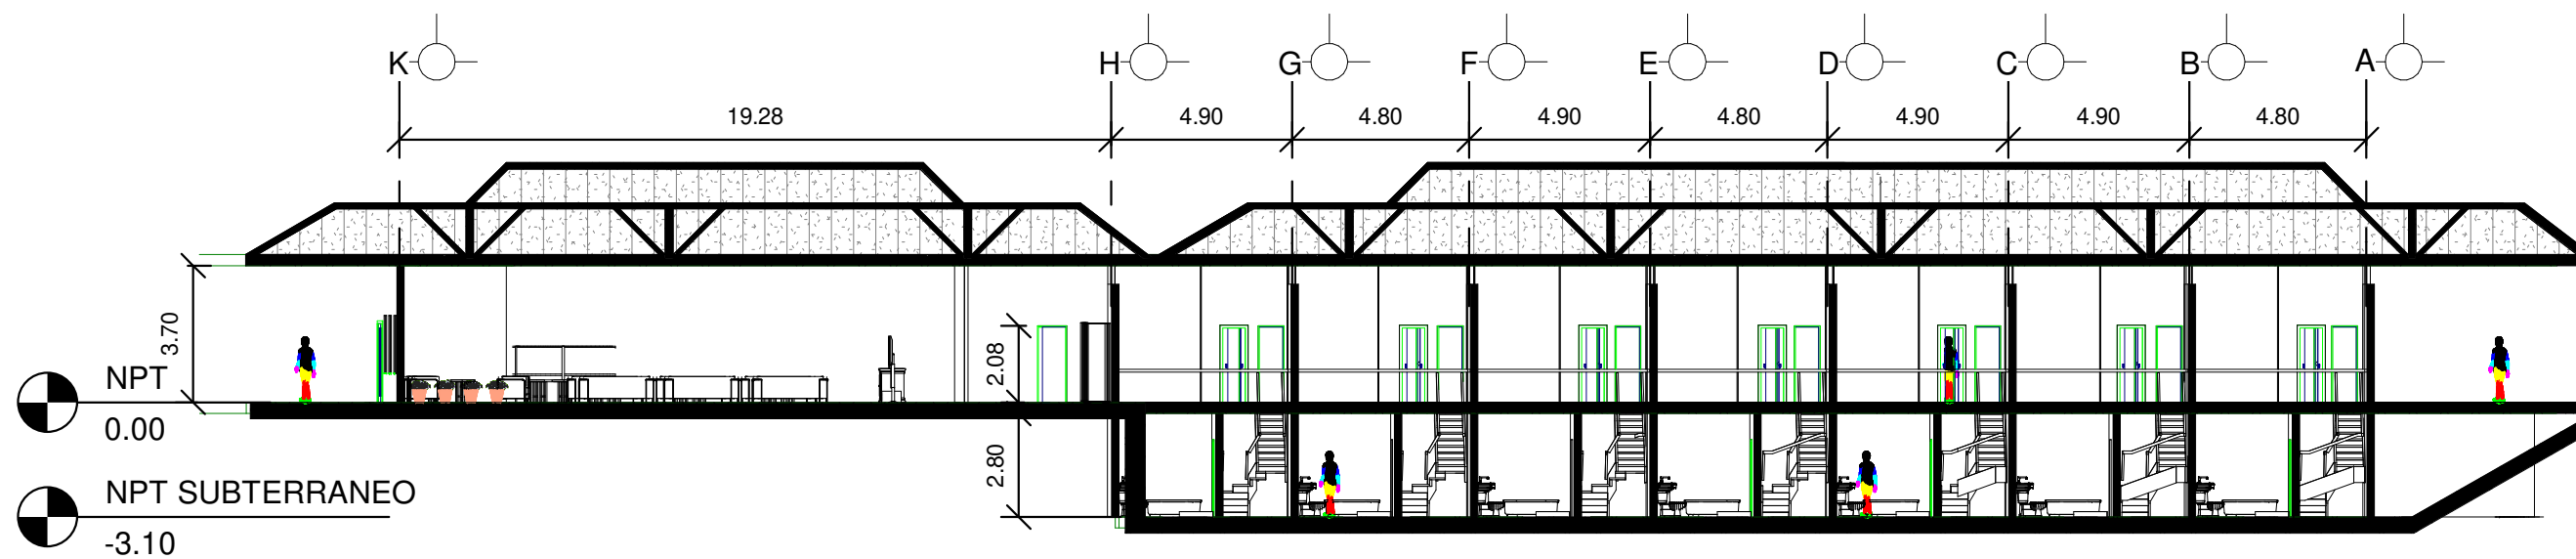 K H G F E D C B A
19.28 4.90 4.80 4.90 4.80 4.90 4.90 4.80
3.70
2.08
NPT
0.00
2.80
NPT SUBTERRANEO
-3.10